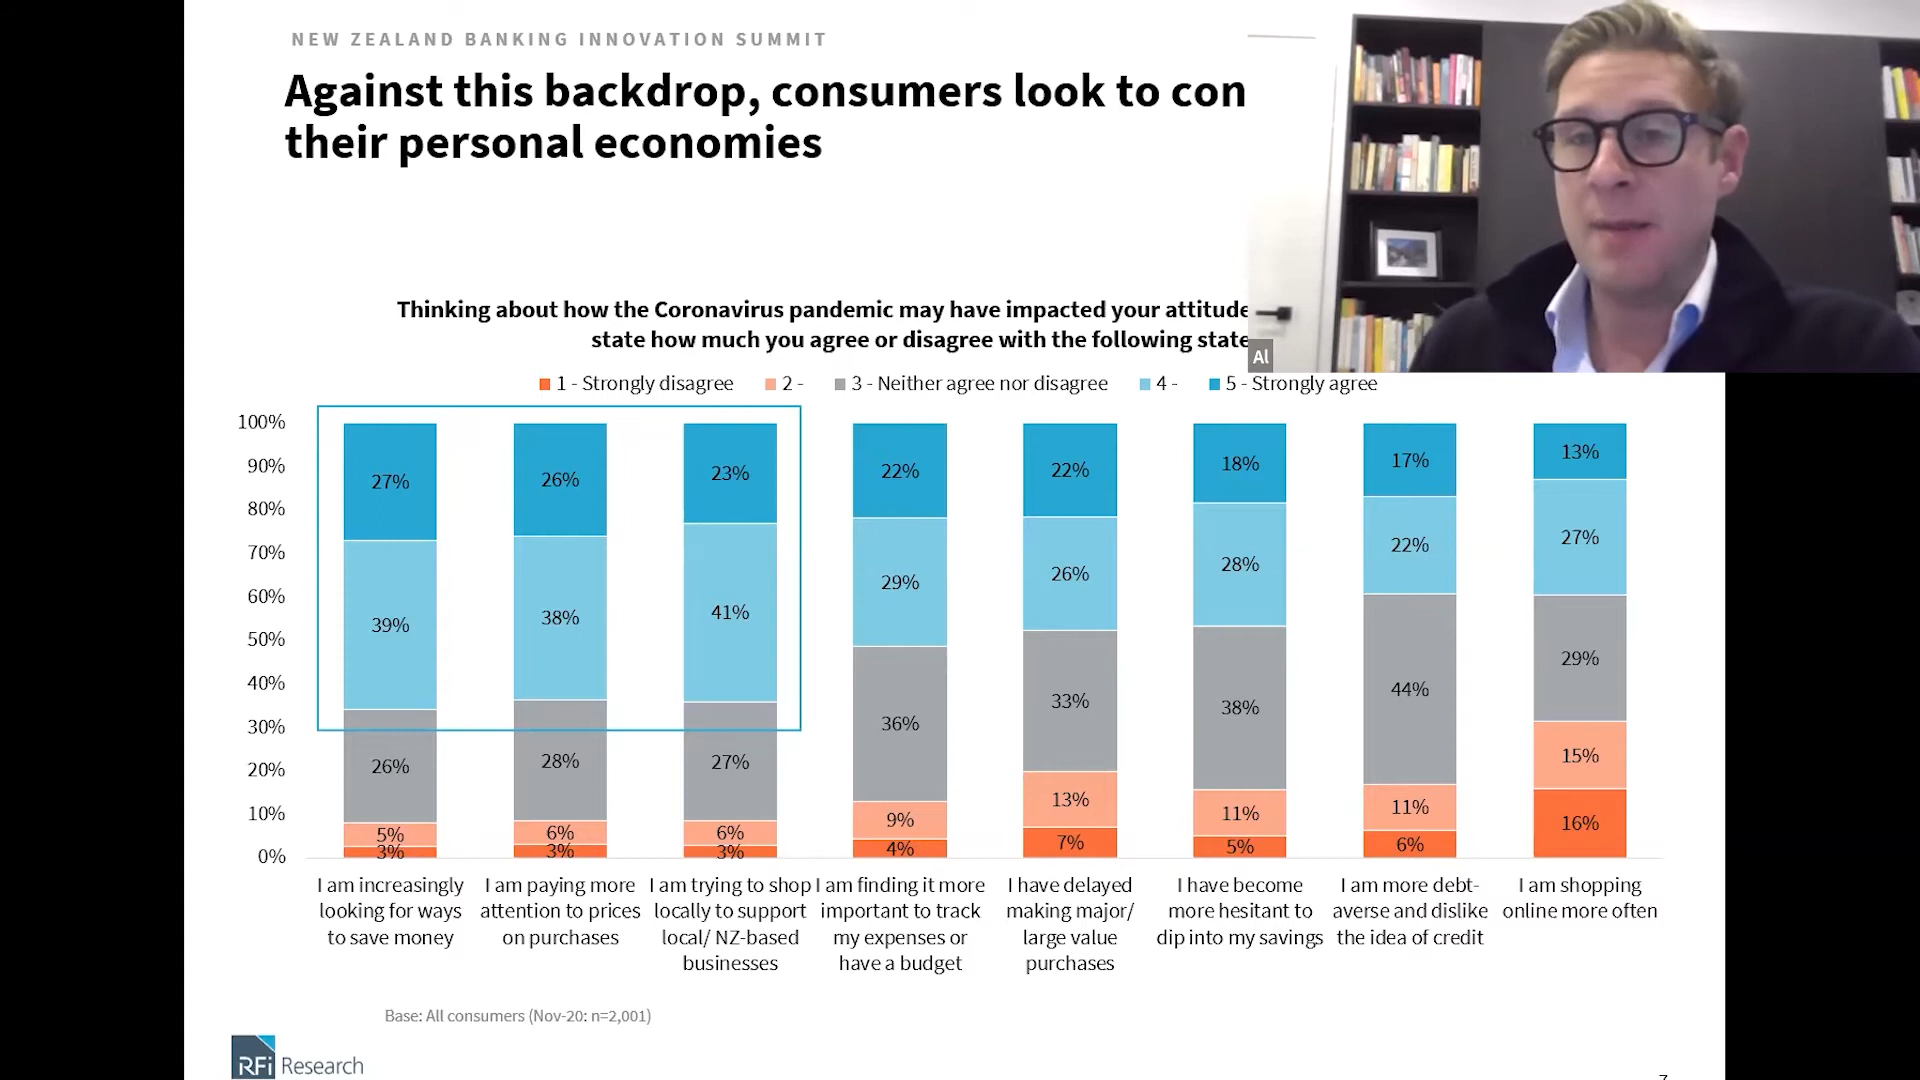 NEW ZEALAND BANKING INNOVATION SUMMIT
Against this backdrop, consumers look to con
their personal economies
Thinking about how the Coronavirus pandemic may have impacted your attitude
state how much you agree or disagree with the following state
Al
1 - Strongly disagree 2 - 3 - Neither agree nor disagree 4 - 5 - Strongly agree
100%
90%
80%
70%
60%
50%
40%
30%
20%
10%
0%
27% 26% 23% 22% 22% 18% 17% 13%
39% 38% 41% 29% 26% 28% 22% 27%
26% 28% 27% 36% 33% 38% 44% 29%
5% 6% 6% 9% 13% 11% 11% 15%
3% 3% 3% 4% 7% 5% 6% 16%
I am increasingly
looking for ways
to save money
I am paying more
attention to prices
on purchases
I am trying to shop
locally to support
local/ NZ-based
businesses
I am finding it more
important to track
my expenses or
have a budget
I have delayed
making major/
large value
purchases
I have become
more hesitant to
dip into my savings
I am more debt-
averse and dislike
the idea of credit
I am shopping
online more often
Base: All consumers (Nov-20: n=2,001)
RFi Research